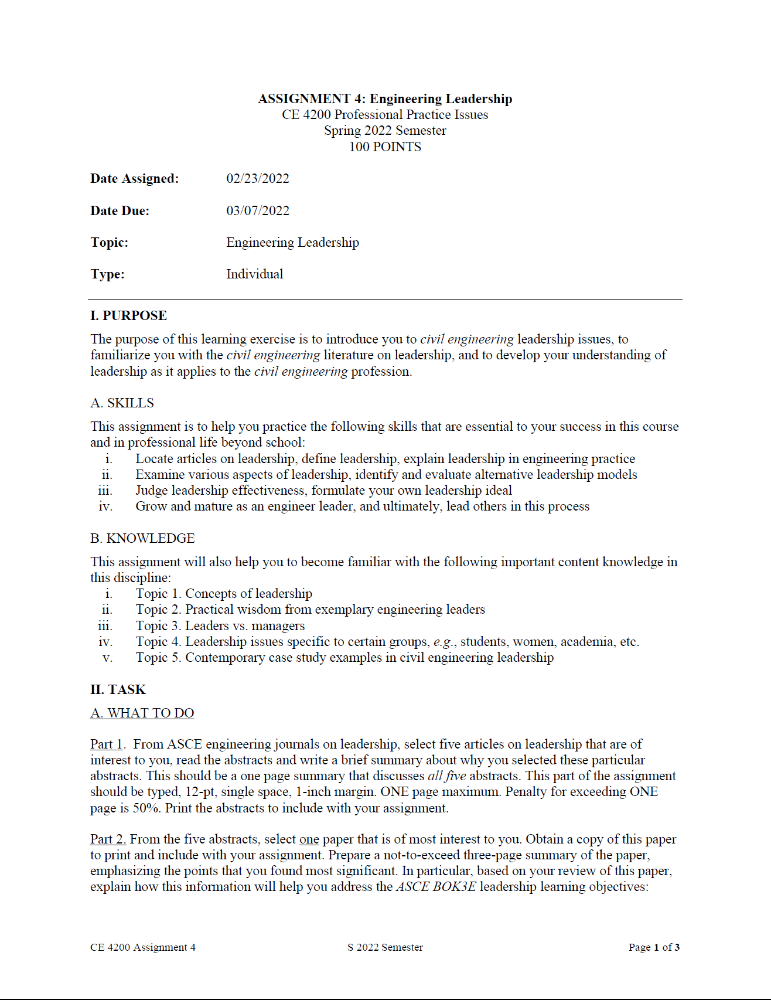 ASSIGNMENT 4: Engineering Leadership
CE 4200 Professional Practice Issues
Spring 2022 Semester
100 POINTS
Date Assigned: 02/23/2022
Date Due: 03/07/2022
Topic: Engineering Leadership
Type: Individual
I. PURPOSE
The purpose of this learning exercise is to introduce you to civil engineering leadership issues, to
familiarize you with the civil engineering literature on leadership, and to develop your understanding of
leadership as it applies to the civil engineering profession.
A. SKILLS
This assignment is to help you practice the following skills that are essential to your success in this course
and in professional life beyond school:
i. Locate articles on leadership, define leadership, explain leadership in engineering practice
ii. Examine various aspects of leadership, identify and evaluate alternative leadership models
iii. Judge leadership effectiveness, formulate your own leadership ideal
iv. Grow and mature as an engineer leader, and ultimately, lead others in this process
B. KNOWLEDGE
This assignment will also help you to become familiar with the following important content knowledge in
this discipline:
i. Topic 1. Concepts of leadership
ii. Topic 2. Practical wisdom from exemplary engineering leaders
iii. Topic 3. Leaders vs. managers
iv. Topic 4. Leadership issues specific to certain groups, e.g., students, women, academia, etc.
v. Topic 5. Contemporary case study examples in civil engineering leadership
II. TASK
A. WHAT TO DO
Part 1. From ASCE engineering journals on leadership, select five articles on leadership that are of
interest to you, read the abstracts and write a brief summary about why you selected these particular
abstracts. This should be a one page summary that discusses all five abstracts. This part of the assignment
should be typed, 12-pt, single space, 1-inch margin. ONE page maximum. Penalty for exceeding ONE
page is 50%. Print the abstracts to include with your assignment.
Part 2. From the five abstracts, select one paper that is of most interest to you. Obtain a copy of this paper
to print and include with your assignment. Prepare a not-to-exceed three-page summary of the paper,
emphasizing the points that you found most significant. In particular, based on your review of this paper,
explain how this information will help you address the ASCE BOK3E leadership learning objectives:
CE 4200 Assignment 4 S 2022 Semester Page 1 of 3